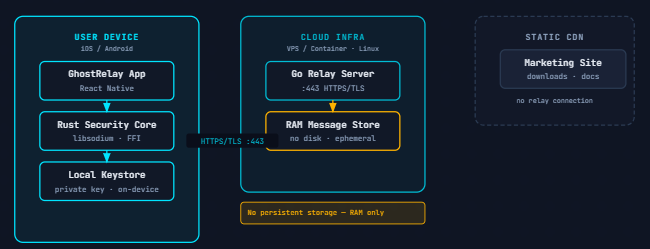 USER DEVICE
iOS / Android
GhostRelay App
React Native
Rust Security Core
libsodium · FFI
Local Keystore
private key · on-device
HTTPS/TLS :443
CLOUD INFRA
VPS / Container · Linux
Go Relay Server
:443 HTTPS/TLS
RAM Message Store
no disk · ephemeral
No persistent storage — RAM only
STATIC CDN
Marketing Site
downloads · docs
no relay connection